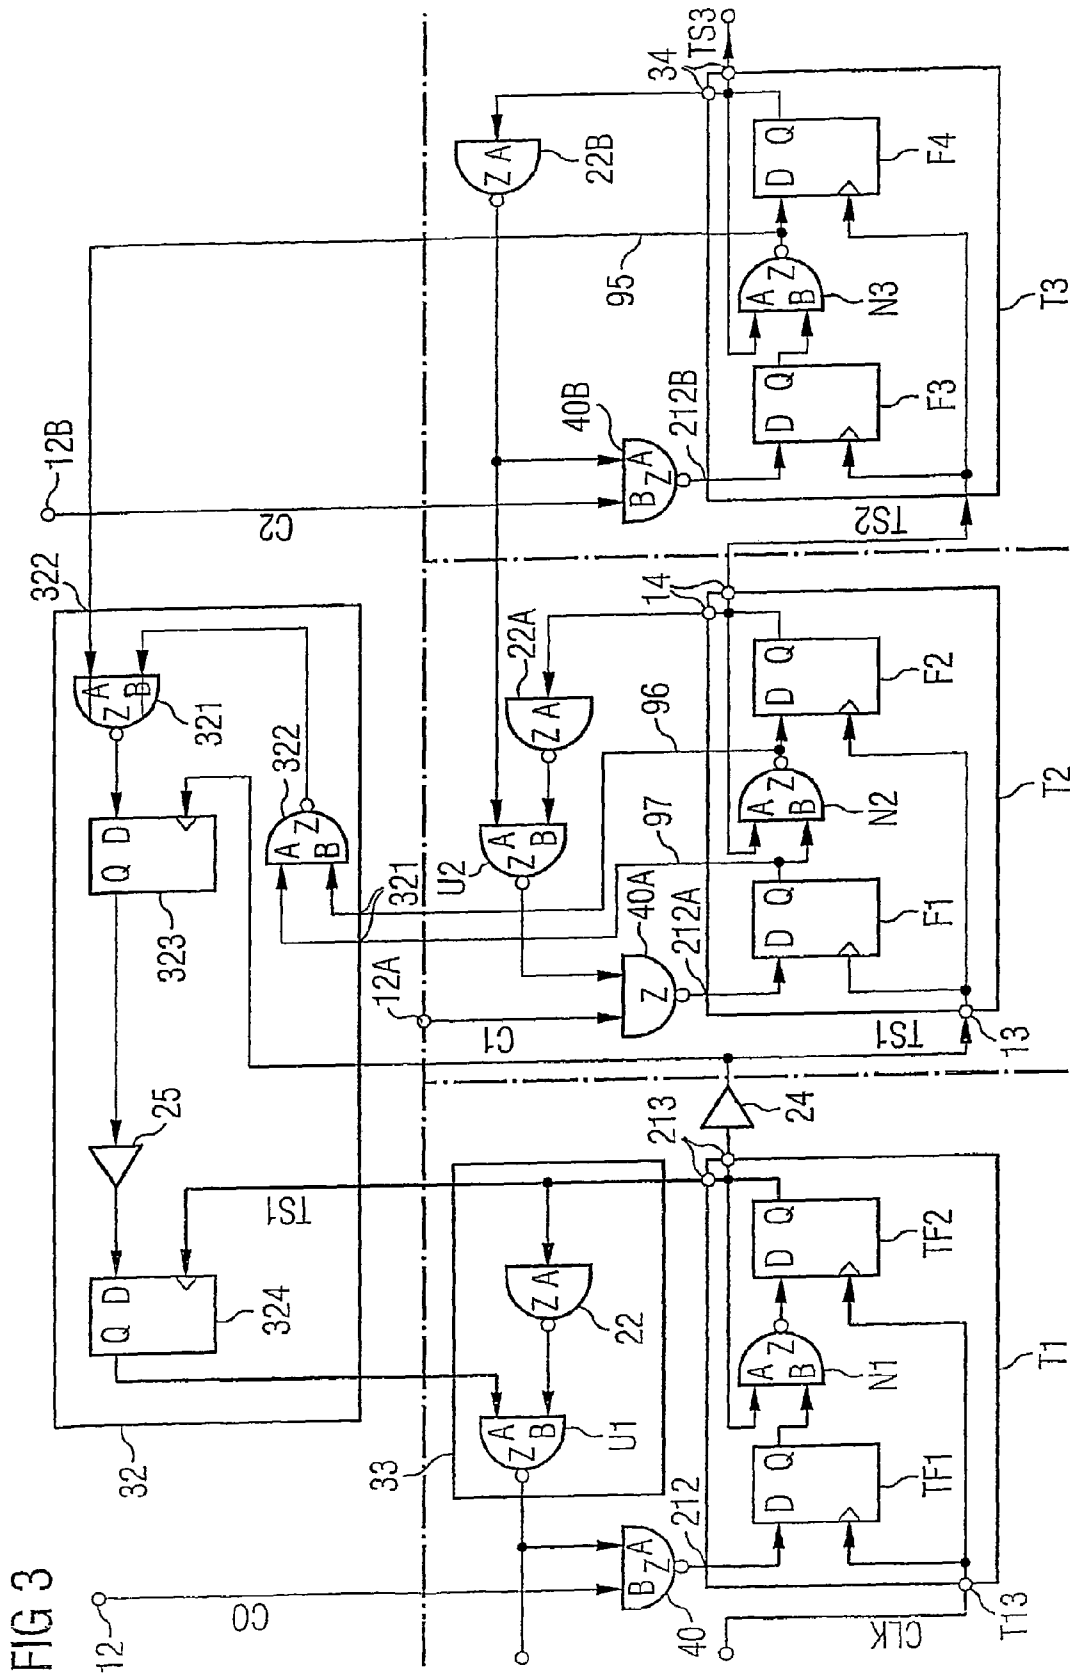 FIG 3
12
C0
32
324
Q D
25
323
Q D
321
Z A
B
322
322
A
B
Z
321
TS1
12B
C2
33
U1
Z A
B
22
Z A
12A
C1
U2
Z A
B
22A
Z A
22B
Z A
95
96
97
40
B A
Z
212
40A
Z
212A
40B
B A
Z
212B
CLK
T13
213
24
TS1
13
14
TS2
34
TS3
D Q
TF1
A
B
Z
N1
D Q
TF2
T1
D Q
F1
A
B
Z
N2
D Q
F2
T2
D Q
F3
A
B
Z
N3
D Q
F4
T3